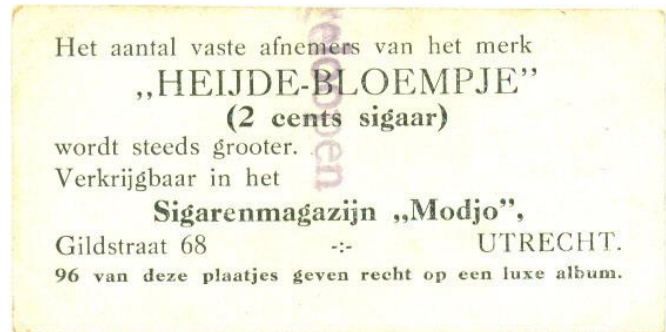 Het aantal vaste afnemers van het merk
„HEIJDE-BLOEMPJE”
(2 cents sigaar)
wordt steeds grooter.
Verkrijgbaar in het
Sigarenmagazijn „Modjo”,
Gildstraat 68 -:- UTRECHT.
96 van deze plaatjes geven recht op een luxe album.